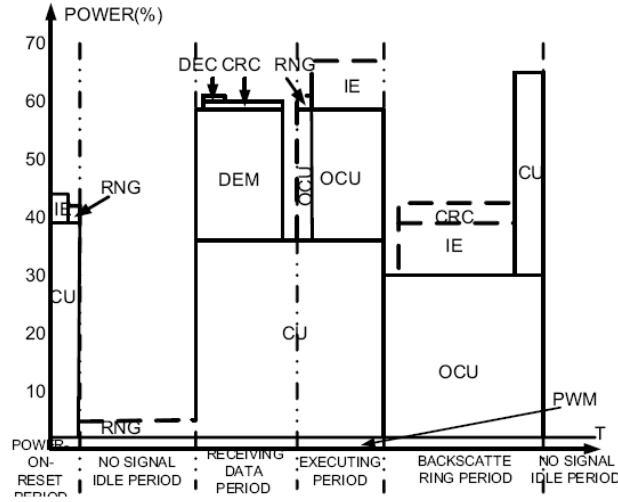 POWER(%)
70
DEC CRC
RNG
60
IE
50
OCU
OCU
DEM
CU
RNG
40
IE
CRC
IE
30
CU
CU
20
OCU
10
PWM
RNG
T
POWER-
ON-
RESET
PERIOD
NO SIGNAL
IDLE PERIOD
RECEIVING
DATA
PERIOD
EXECUTING
PERIOD
BACKSCATTE
RING PERIOD
NO SIGNAL
IDLE PERIOD